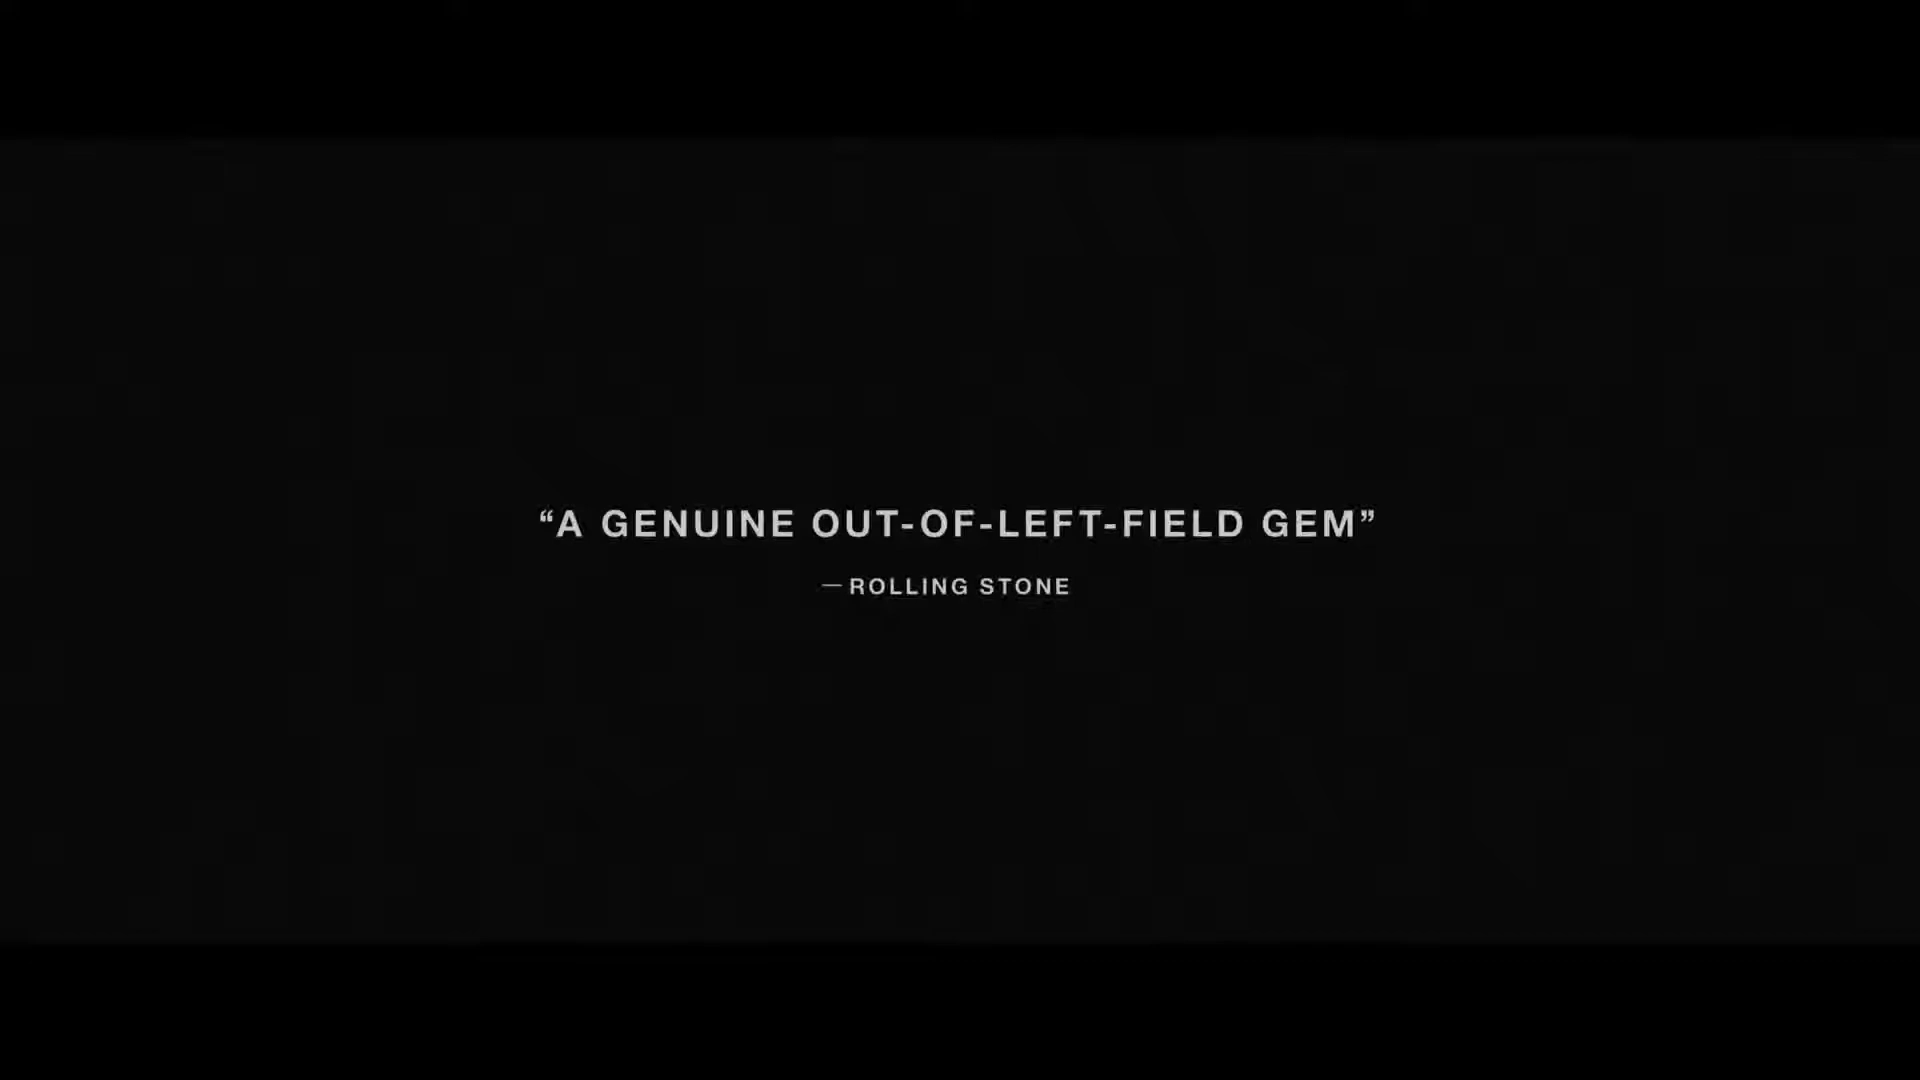 “A GENUINE OUT-OF-LEFT-FIELD GEM”
—ROLLING STONE